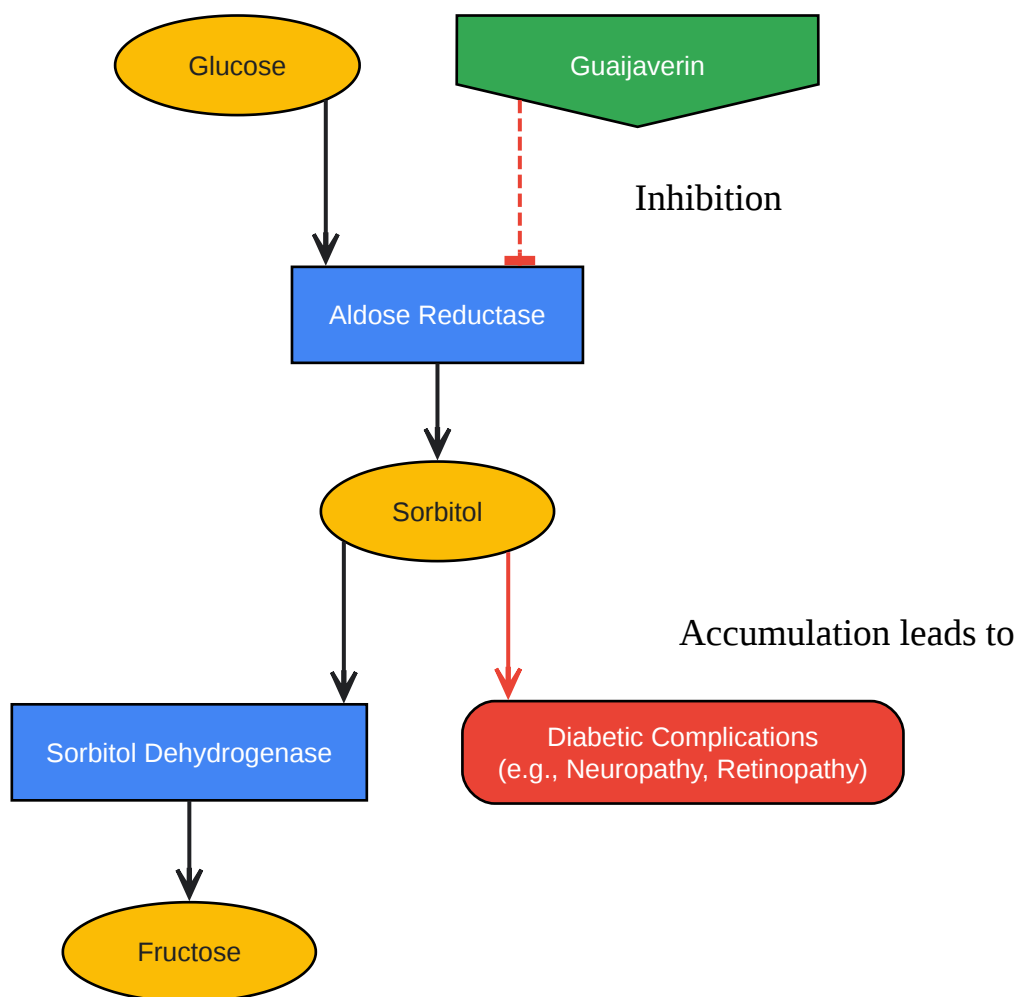 Glucose
Guaijaverin
Inhibition
Aldose Reductase
Sorbitol
Accumulation leads to
Sorbitol Dehydrogenase
Diabetic Complications
(e.g., Neuropathy, Retinopathy)
Fructose